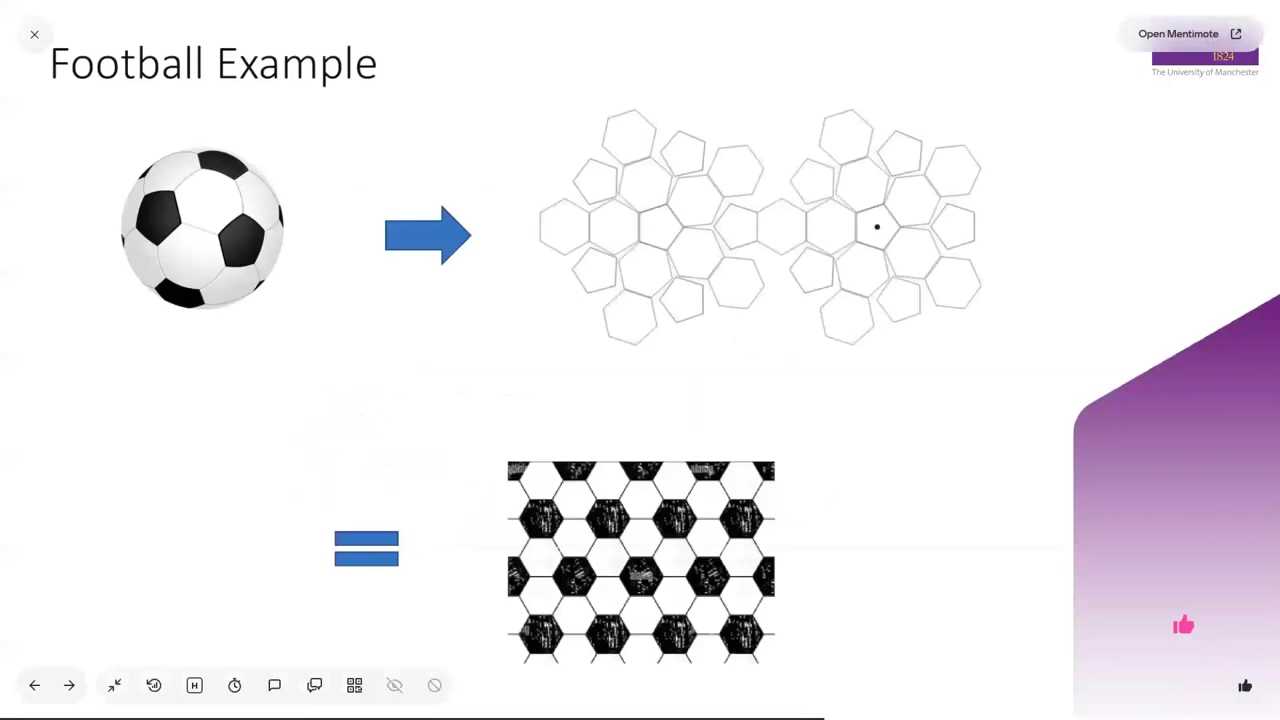 Football Example
Open Mentimote
1824
The University of Manchester
H